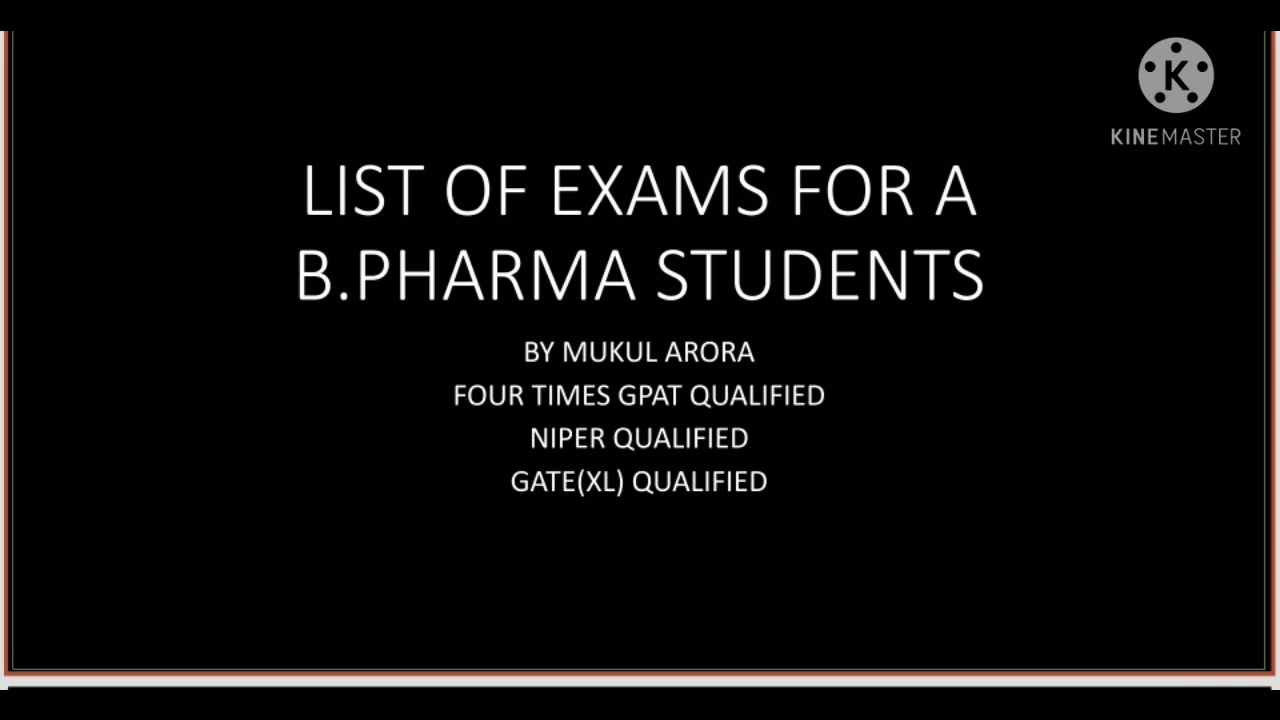 K
KINEMASTER
LIST OF EXAMS FOR A
B.PHARMA STUDENTS
BY MUKUL ARORA
FOUR TIMES GPAT QUALIFIED
NIPER QUALIFIED
GATE(XL) QUALIFIED